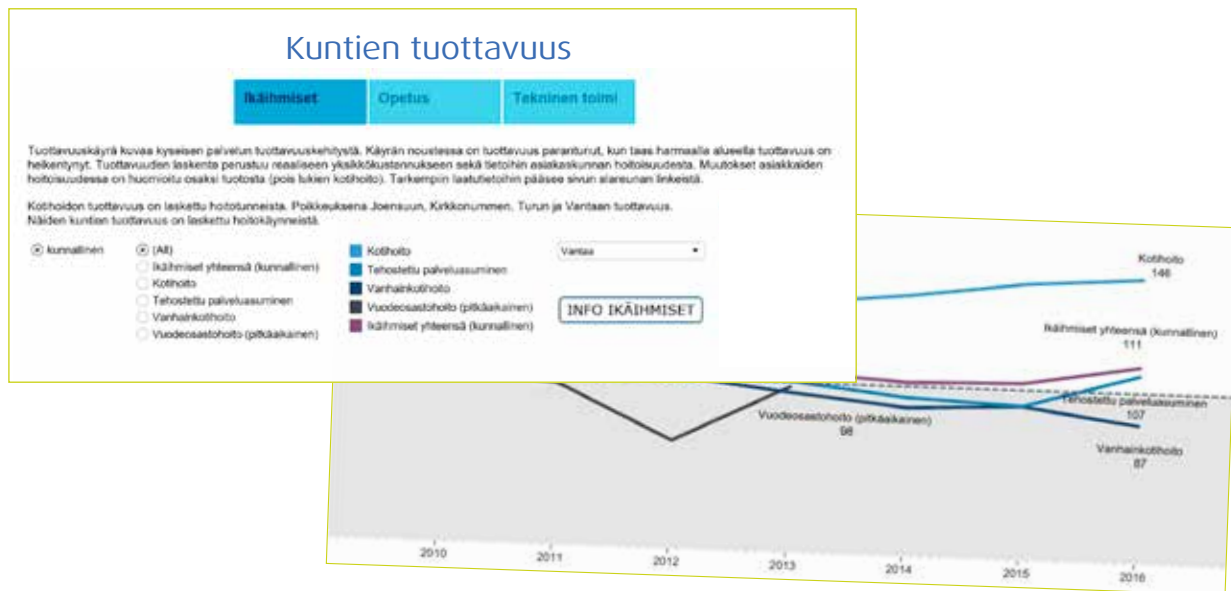 Kuntien tuottavuus
Ikäihmiset
Opetus
Tekninen toimi
Tuottavuuskäyrä kuvaa kyseisen palvelun tuottavuuskehitystä. Käyrän noustessa on tuottavuus parantunut, kun taas harmaalla alueella tuottavuus on
heikentynyt. Tuottavuuden laskenta perustuu reaaliseen yksikkökustannukseen sekä tietoihin asiakaskunnan hoitoisuudesta. Muutokset asiakkaiden
hoitoisuudessa on huomioitu osaksi tuotosta (pois lukien kotihoito). Tarkempiin laatutietoihin pääsee sivun alareunan linkeistä.
Kotihoidon tuottavuus on laskettu hoitotunneista. Poikkeuksena Joensuun, Kirkkonummen, Turun ja Vantaan tuottavuus.
Näiden kuntien tuottavuus on laskettu hoitokäynneistä.
kunnallinen
(All)
Ikäihmiset yhteensä (kunnallinen)
Kotihoito
Tehostettu palveluasuminen
Vanhainkotihoito
Vuodeosastohoito (pitkäaikainen)
Kotihoito
Tehostettu palveluasuminen
Vanhainkotihoito
Vuodeosastohoito (pitkäaikainen)
Ikäihmiset yhteensä (kunnallinen)
Vantaa
INFO IKÄIHMISET
Kotihoito
146
Ikäihmiset yhteensä (kunnallinen)
111
Tehostettu palveluasuminen
107
Vuodeosastohoito (pitkäaikainen)
98
Vanhainkotihoito
87
2010
2011
2012
2013
2014
2015
2016